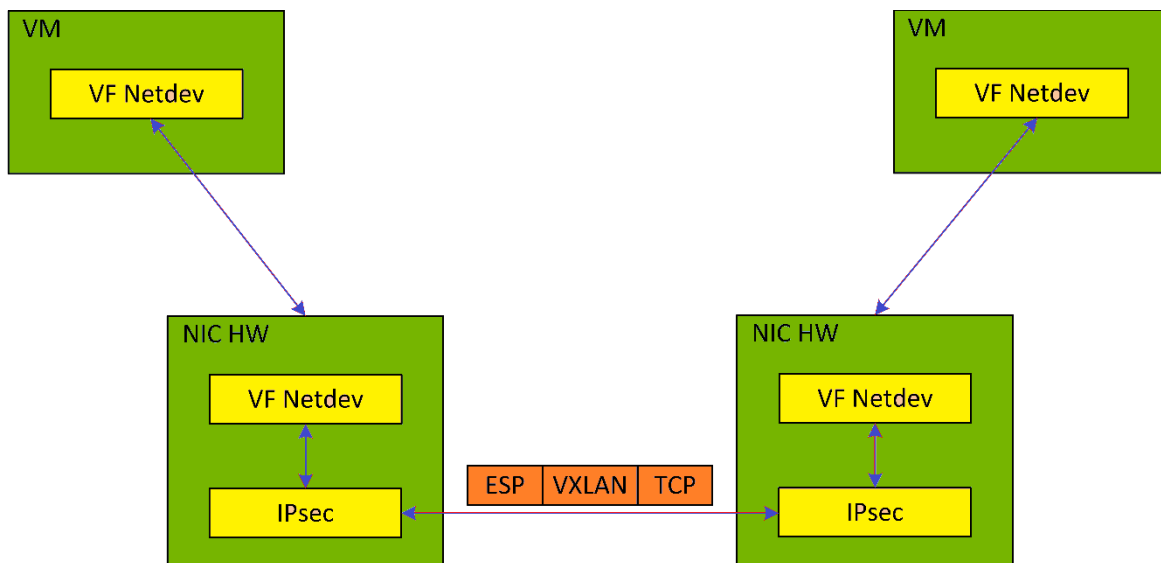 VM
VF Netdev
VM
VF Netdev
NIC HW
VF Netdev
IPsec
ESP VXLAN TCP
NIC HW
VF Netdev
IPsec